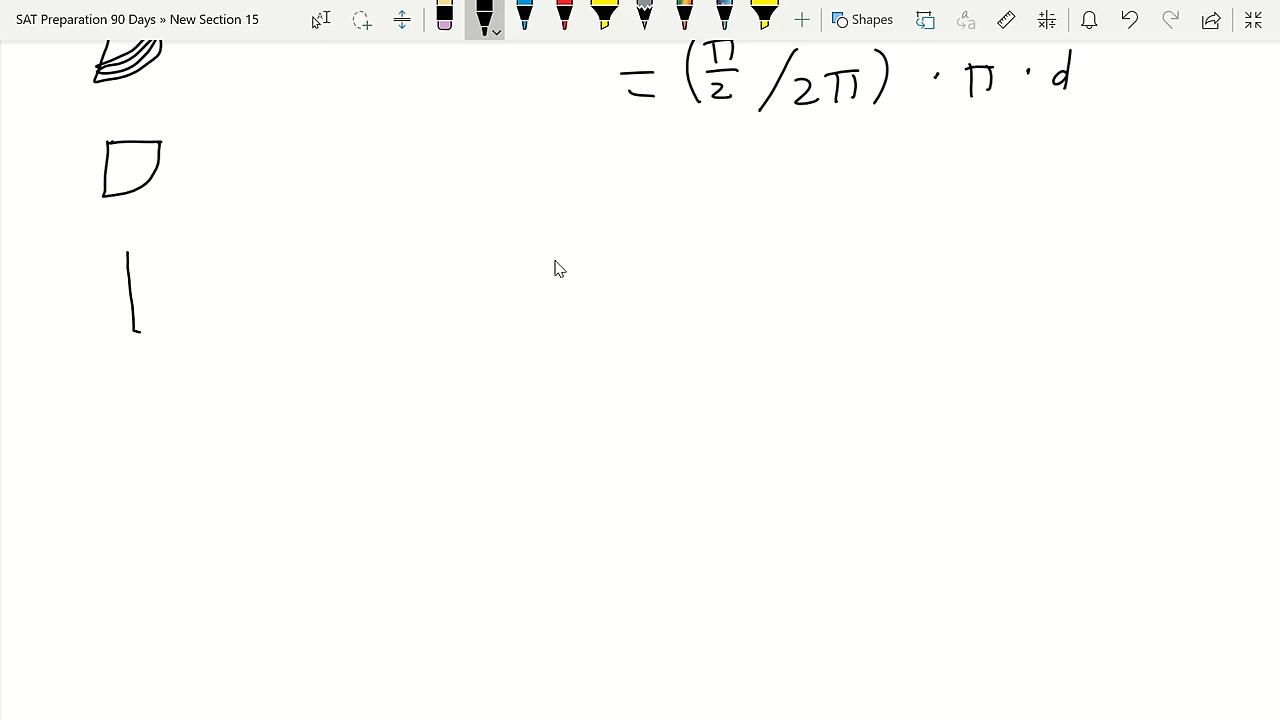 SAT Preparation 90 Days » New Section 15
Shapes
= (π/2 / 2π) · π · d